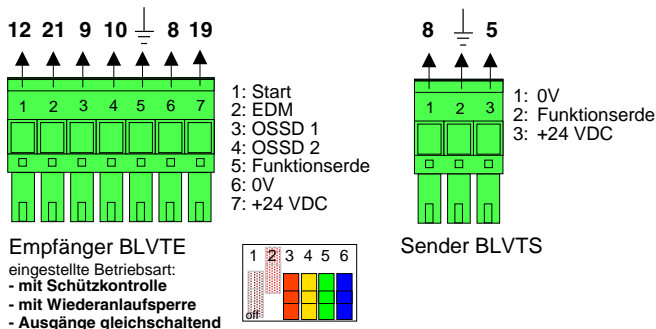 12 21 9 10 8 19
1 2 3 4 5 6 7
1: Start
2: EDM
3: OSSD 1
4: OSSD 2
5: Funktionserde
6: 0V
7: +24 VDC
Empfänger BLVTE
eingestellte Betriebsart:
- mit Schützkontrolle
- mit Wiederanlaufsperre
- Ausgänge gleichschaltend
1 2 3 4 5 6
off
8 5
1 2 3
1: 0V
2: Funktionserde
3: +24 VDC
Sender BLVTS